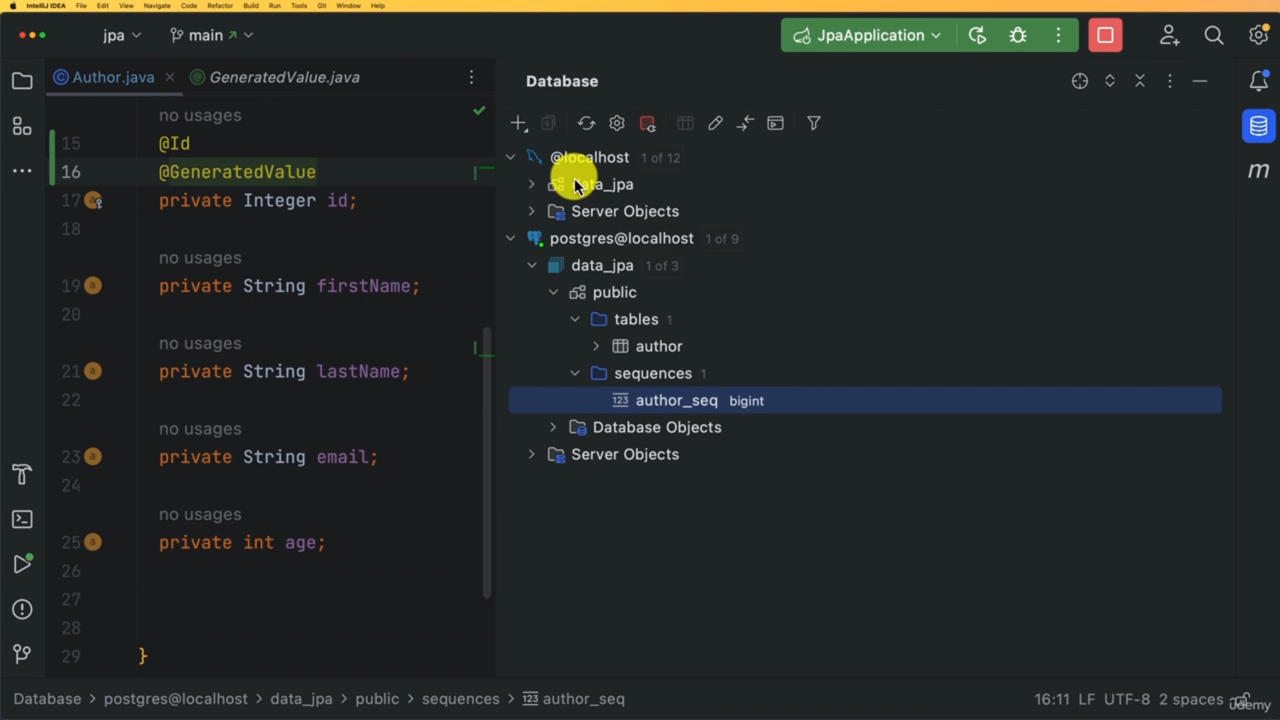 IntelliJ IDEA File Edit View Navigate Code Refactor Build Run Tools Git Window Help
jpa main JpaApplication
Author.java GeneratedValue.java
no usages
15 @Id
16 @GeneratedValue
17 private Integer id;
18
no usages
19 private String firstName;
20
no usages
21 private String lastName;
22
no usages
23 private String email;
24
no usages
25 private int age;
26
27
28
29 }
Database
@localhost 1 of 12
data_jpa
Server Objects
postgres@localhost 1 of 9
data_jpa 1 of 3
public
tables 1
author
sequences 1
123 author_seq bigint
Database Objects
Server Objects
m
Database > postgres@localhost > data_jpa > public > sequences > 123 author_seq
16:11 LF UTF-8 2 spaces
udemy